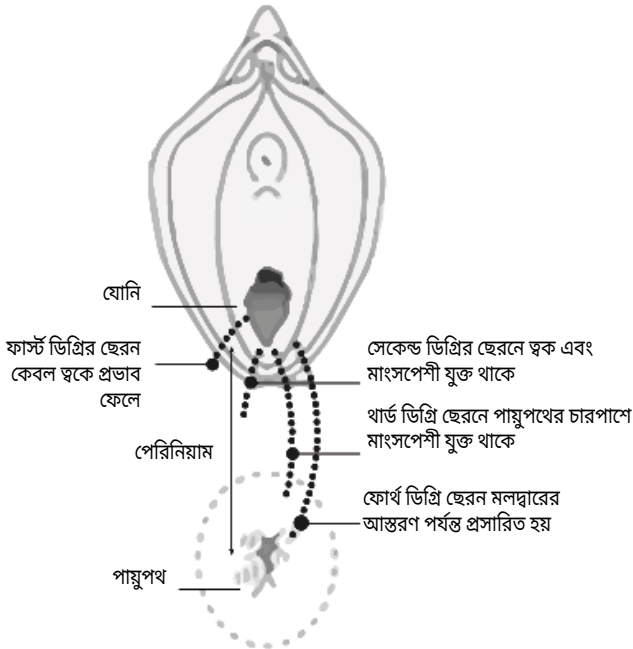 যোনি
ফার্স্ট ডিগ্রির ছেরন
কেবল ত্বকে প্রভাব
ফেলে
সেকেন্ড ডিগ্রির ছেরনে ত্বক এবং
মাংসপেশী যুক্ত থাকে
থার্ড ডিগ্রি ছেরনে পায়ুপথের চারপাশে
মাংসপেশী যুক্ত থাকে
পেরিনিয়াম
ফোর্থ ডিগ্রি ছেরন মলদ্বারের
আস্তরণ পর্যন্ত প্রসারিত হয়
পায়ুপথ